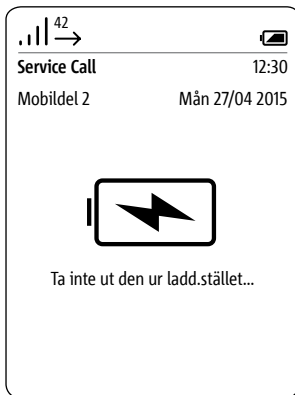 42
Service Call 12:30
Mobildel 2 Mån 27/04 2015
Ta inte ut den ur ladd.stället...